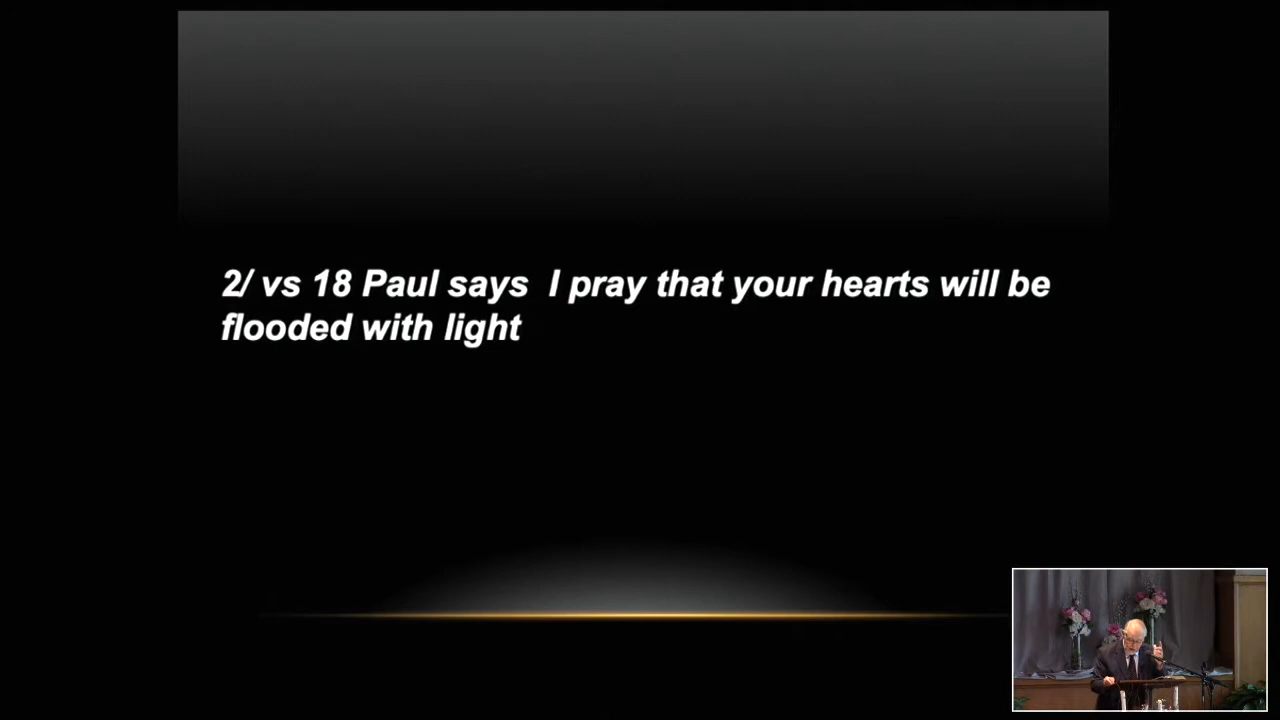 2/ vs 18 Paul says  I pray that your hearts will be
flooded with light